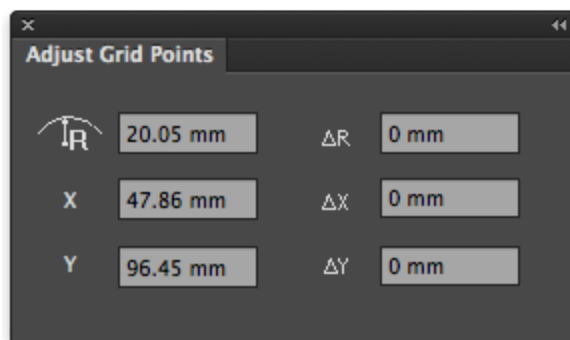 Adjust Grid Points
R 20.05 mm ΔR 0 mm
X 47.86 mm ΔX 0 mm
Y 96.45 mm ΔY 0 mm